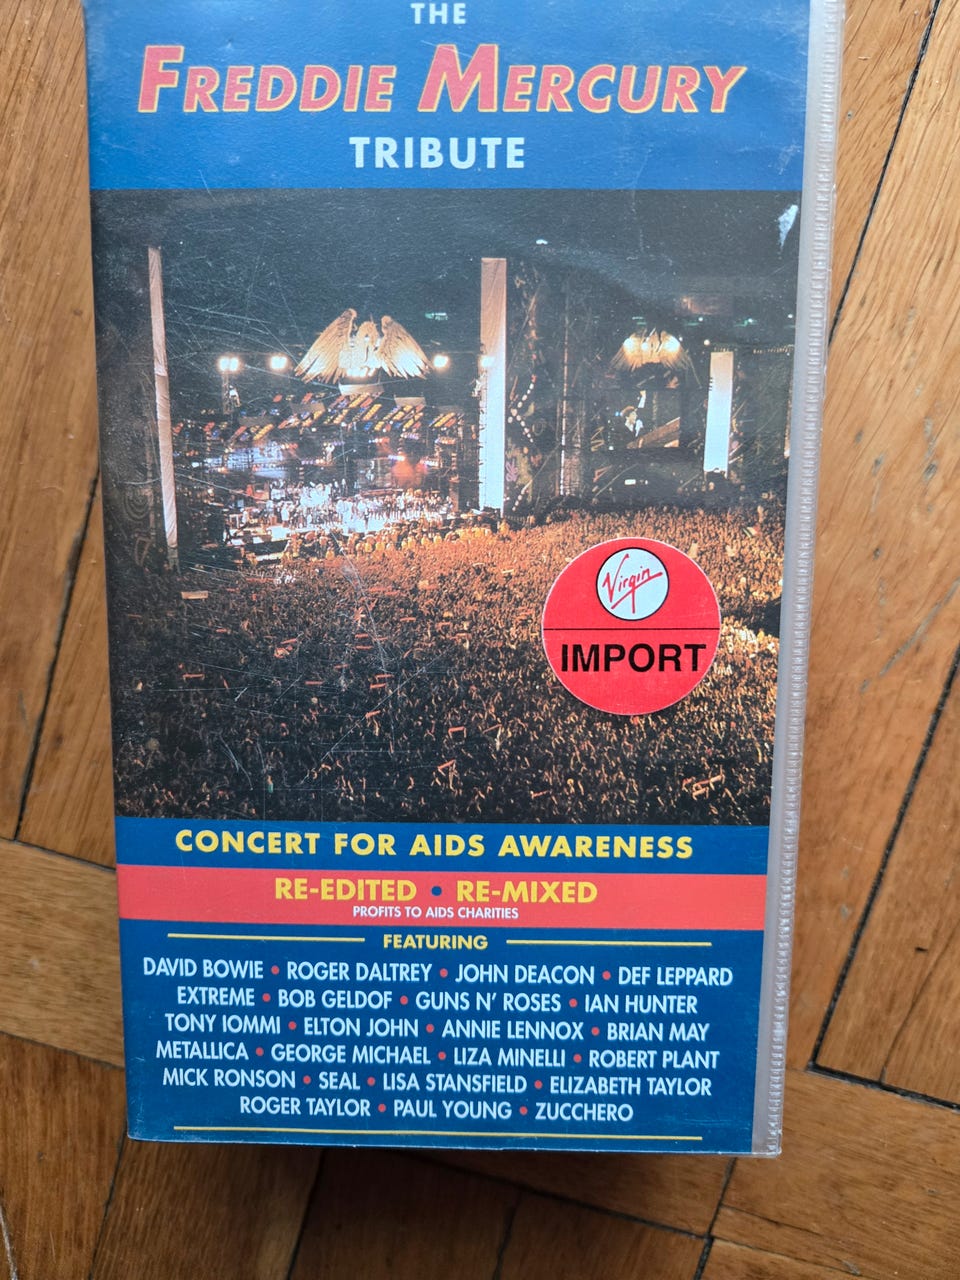 THE
FREDDIE MERCURY
TRIBUTE
Virgin
IMPORT
CONCERT FOR AIDS AWARENESS
RE-EDITED • RE-MIXED
PROFITS TO AIDS CHARITIES
FEATURING
DAVID BOWIE • ROGER DALTREY • JOHN DEACON • DEF LEPPARD
EXTREME • BOB GELDOF • GUNS N' ROSES • IAN HUNTER
TONY IOMMI • ELTON JOHN • ANNIE LENNOX • BRIAN MAY
METALLICA • GEORGE MICHAEL • LIZA MINELLI • ROBERT PLANT
MICK RONSON • SEAL • LISA STANSFIELD • ELIZABETH TAYLOR
ROGER TAYLOR • PAUL YOUNG • ZUCCHERO